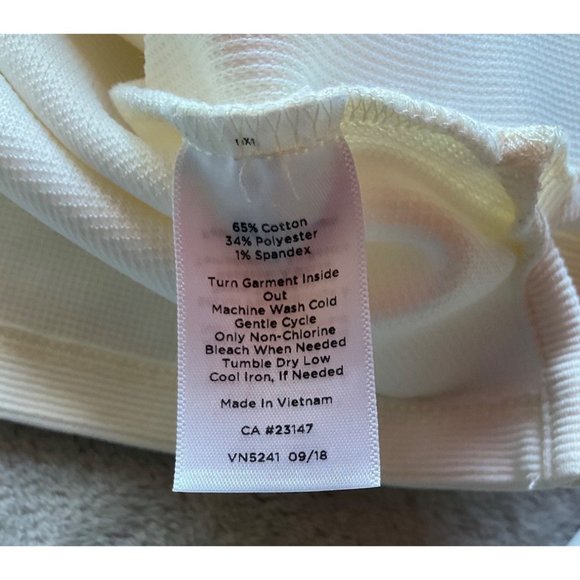 65% Cotton
34% Polyester
1% Spandex
Turn Garment Inside
Out
Machine Wash Cold
Gentle Cycle
Only Non-Chlorine
Bleach When Needed
Tumble Dry Low
Cool Iron, If Needed
Made In Vietnam
CA #23147
VN5241 09/18